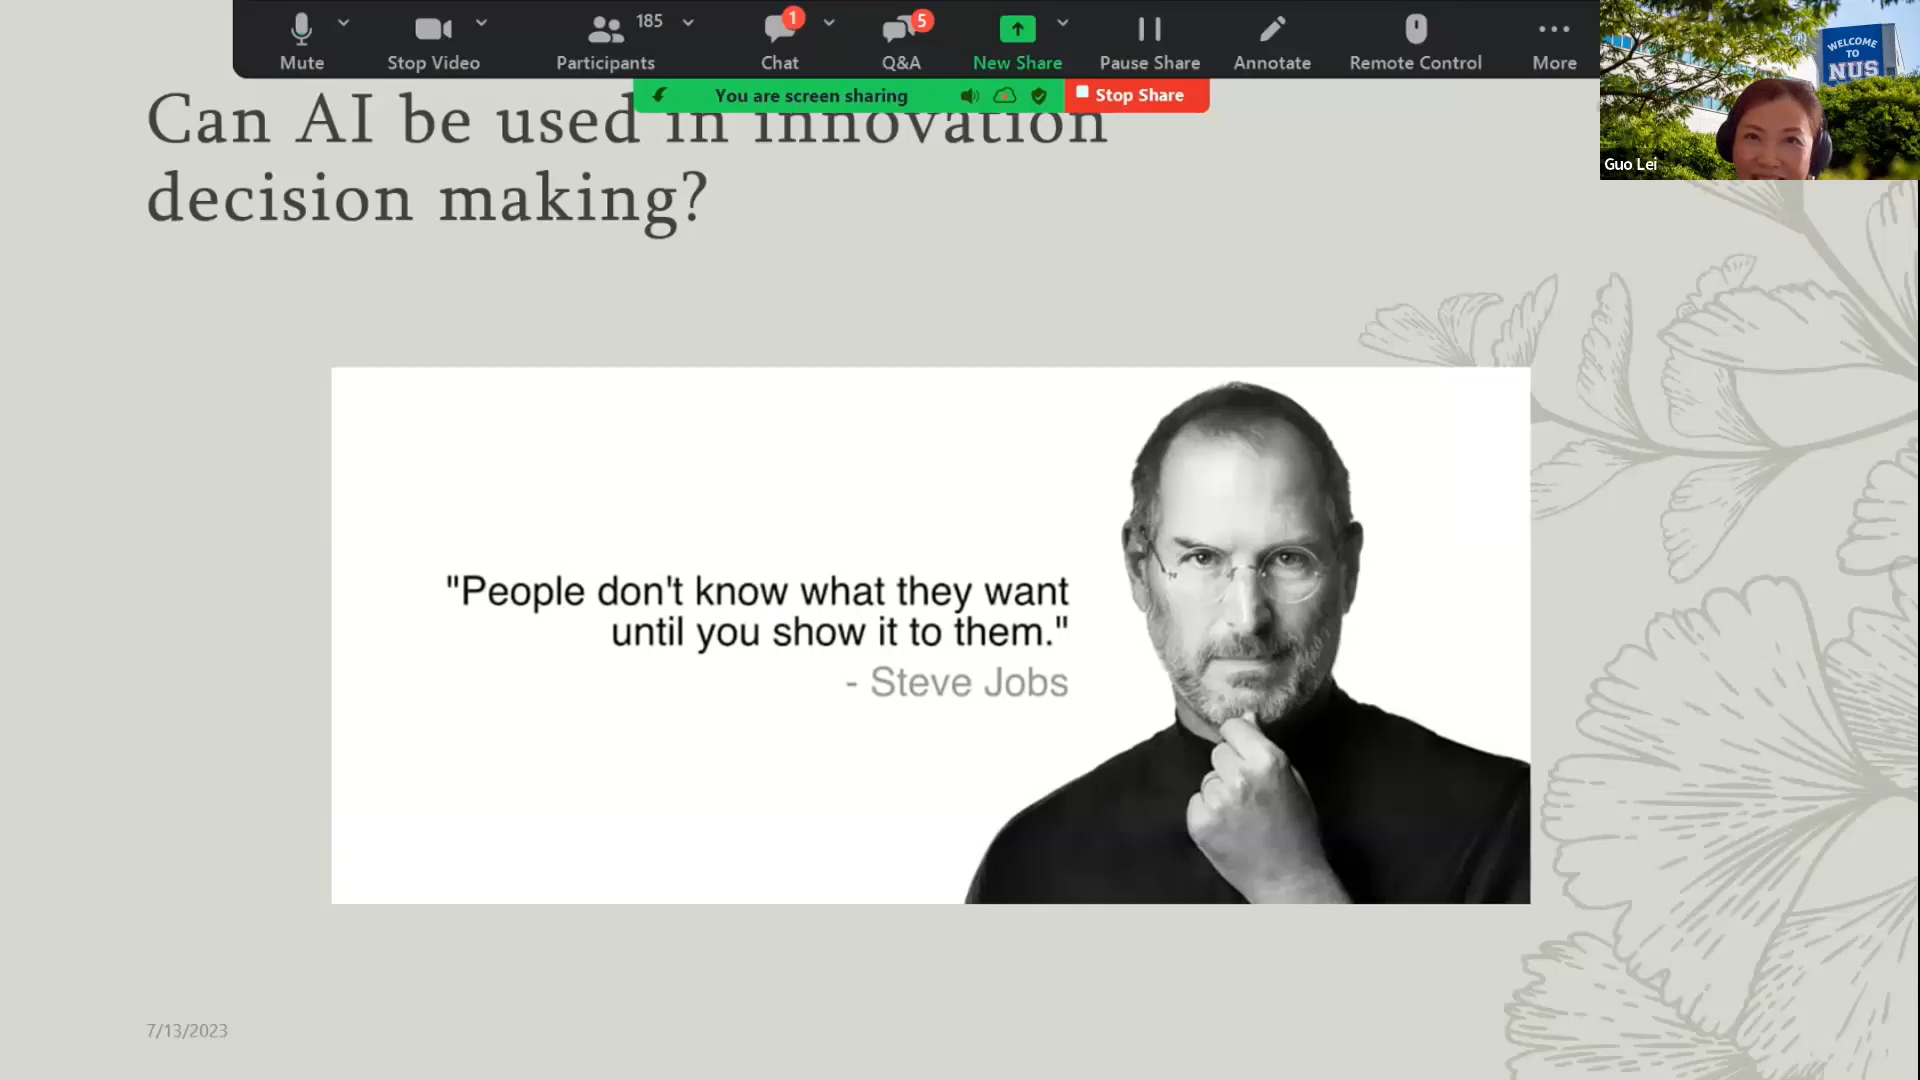 Mute
Stop Video
Participants
185
Chat
1
Q&A
5
New Share
Pause Share
Annotate
Remote Control
More
You are screen sharing
Stop Share
WELCOME
TO
NUS
Guo Lei
Can AI be used in innovation
decision making?
"People don't know what they want
until you show it to them."
- Steve Jobs
7/13/2023